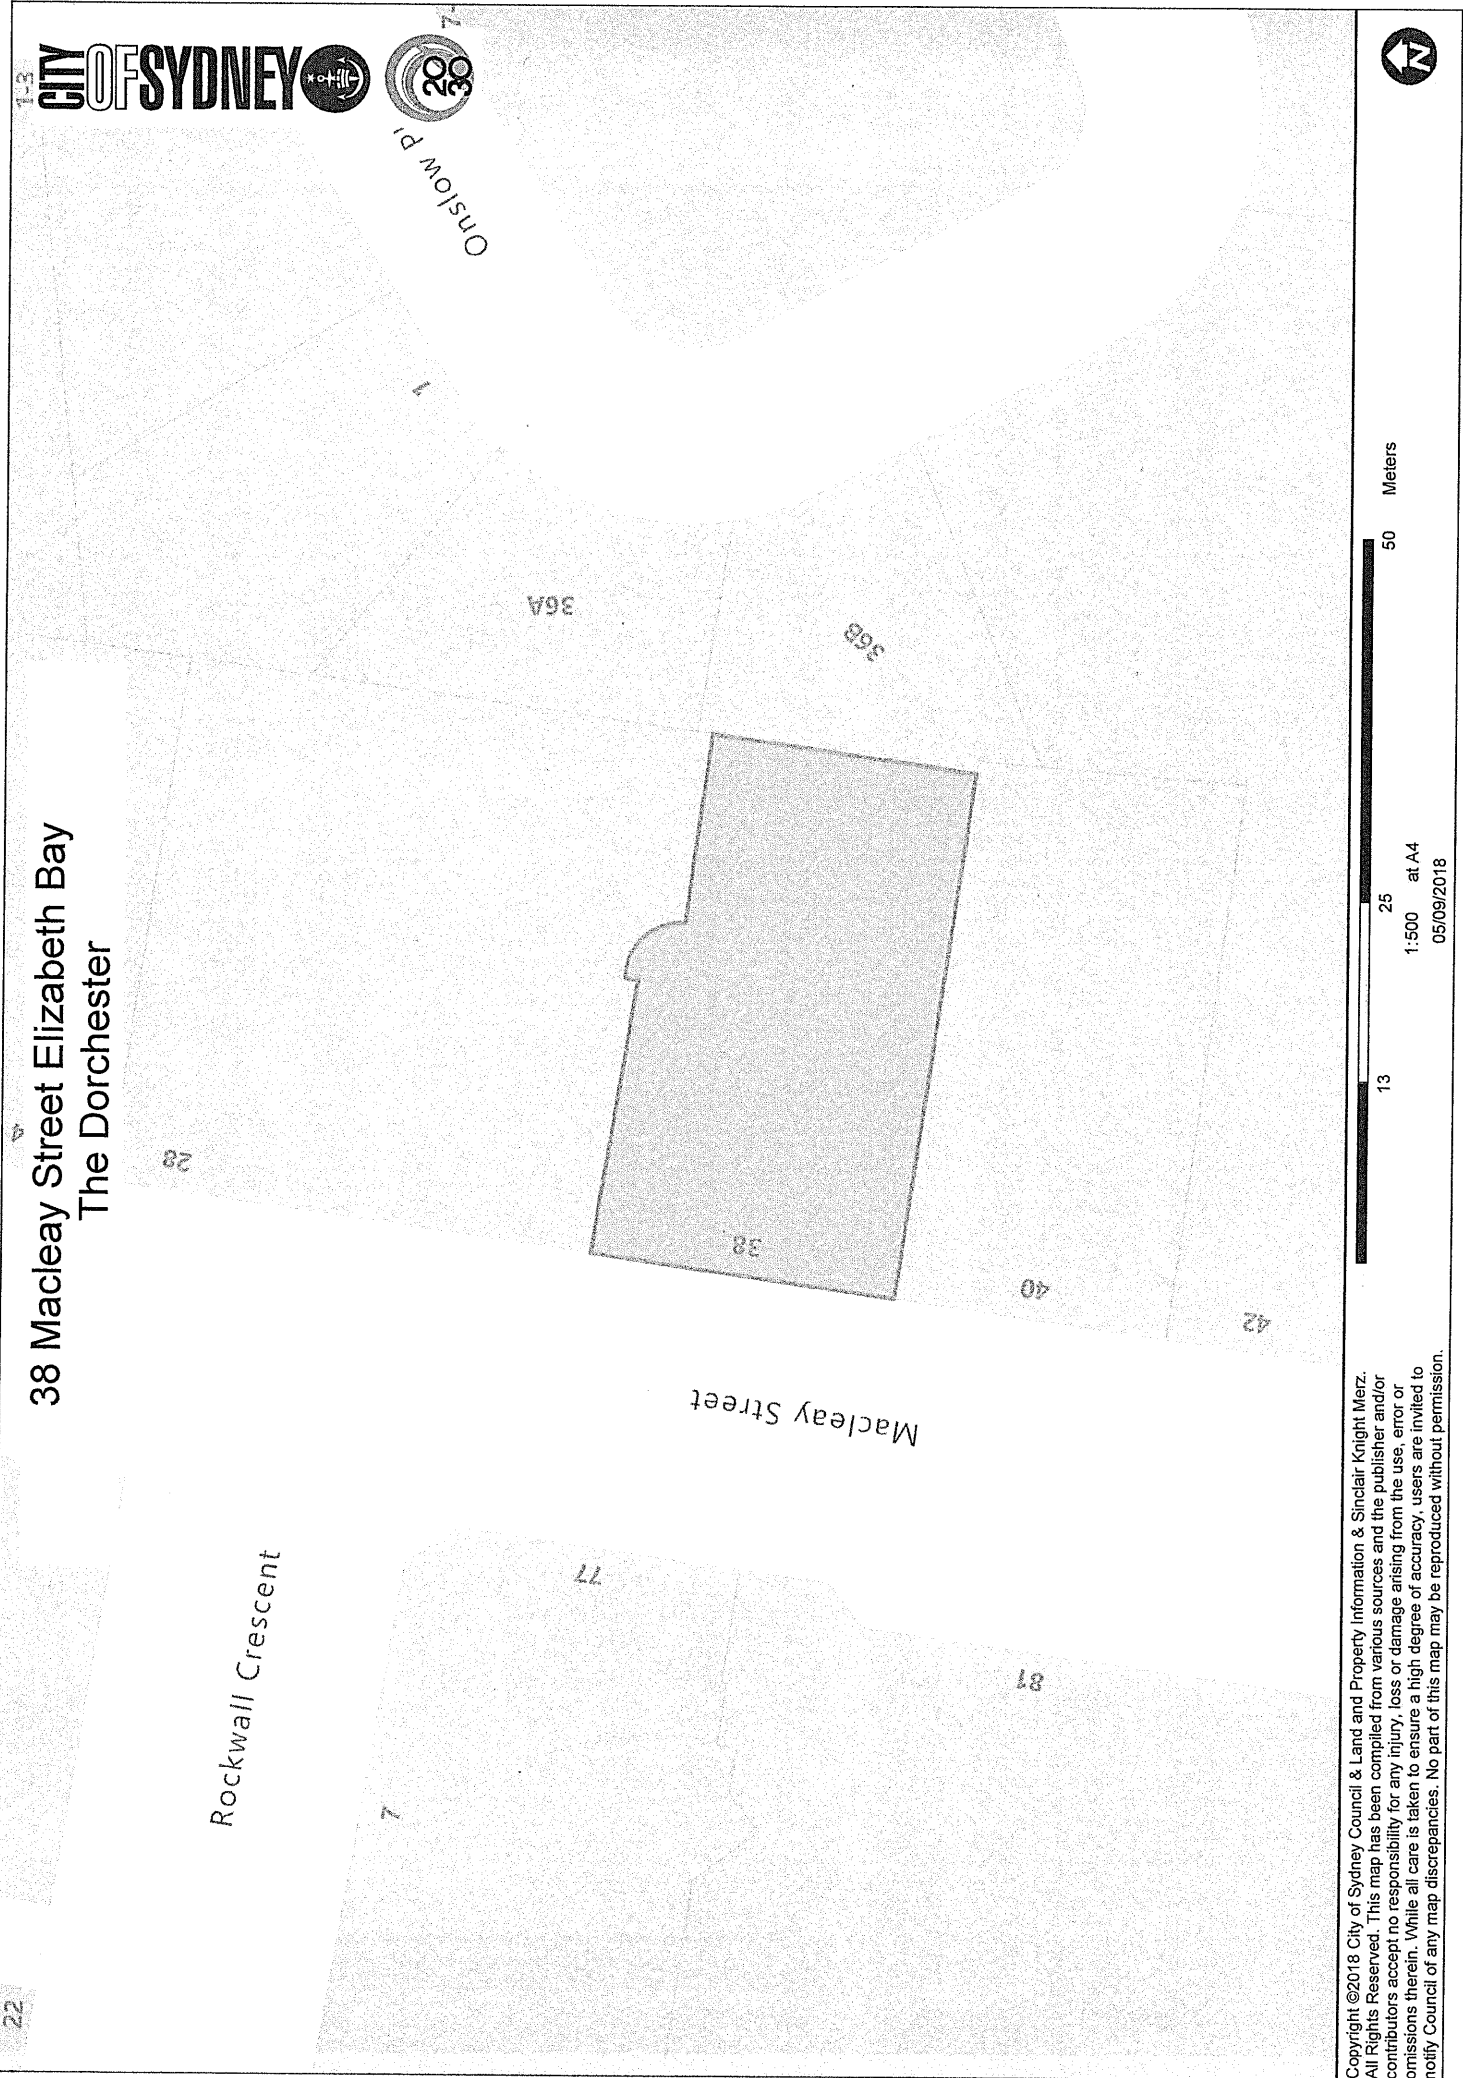 38 Macleay Street Elizabeth Bay
The Dorchester
CITY OF SYDNEY
20
30
1-3
4
22
7-
Onslow Pl
1
28
36A
36B
Rockwall Crescent
38
77
7
Macleay Street
40
81
42
13
25
50
Meters
1:500 at A4
05/09/2018
N
Copyright ©2018 City of Sydney Council & Land and Property Information & Sinclair Knight Merz.
All Rights Reserved. This map has been compiled from various sources and the publisher and/or
contributors accept no responsibility for any injury, loss or damage arising from the use, error or
omissions therein. While all care is taken to ensure a high degree of accuracy, users are invited to
notify Council of any map discrepancies. No part of this map may be reproduced without permission.